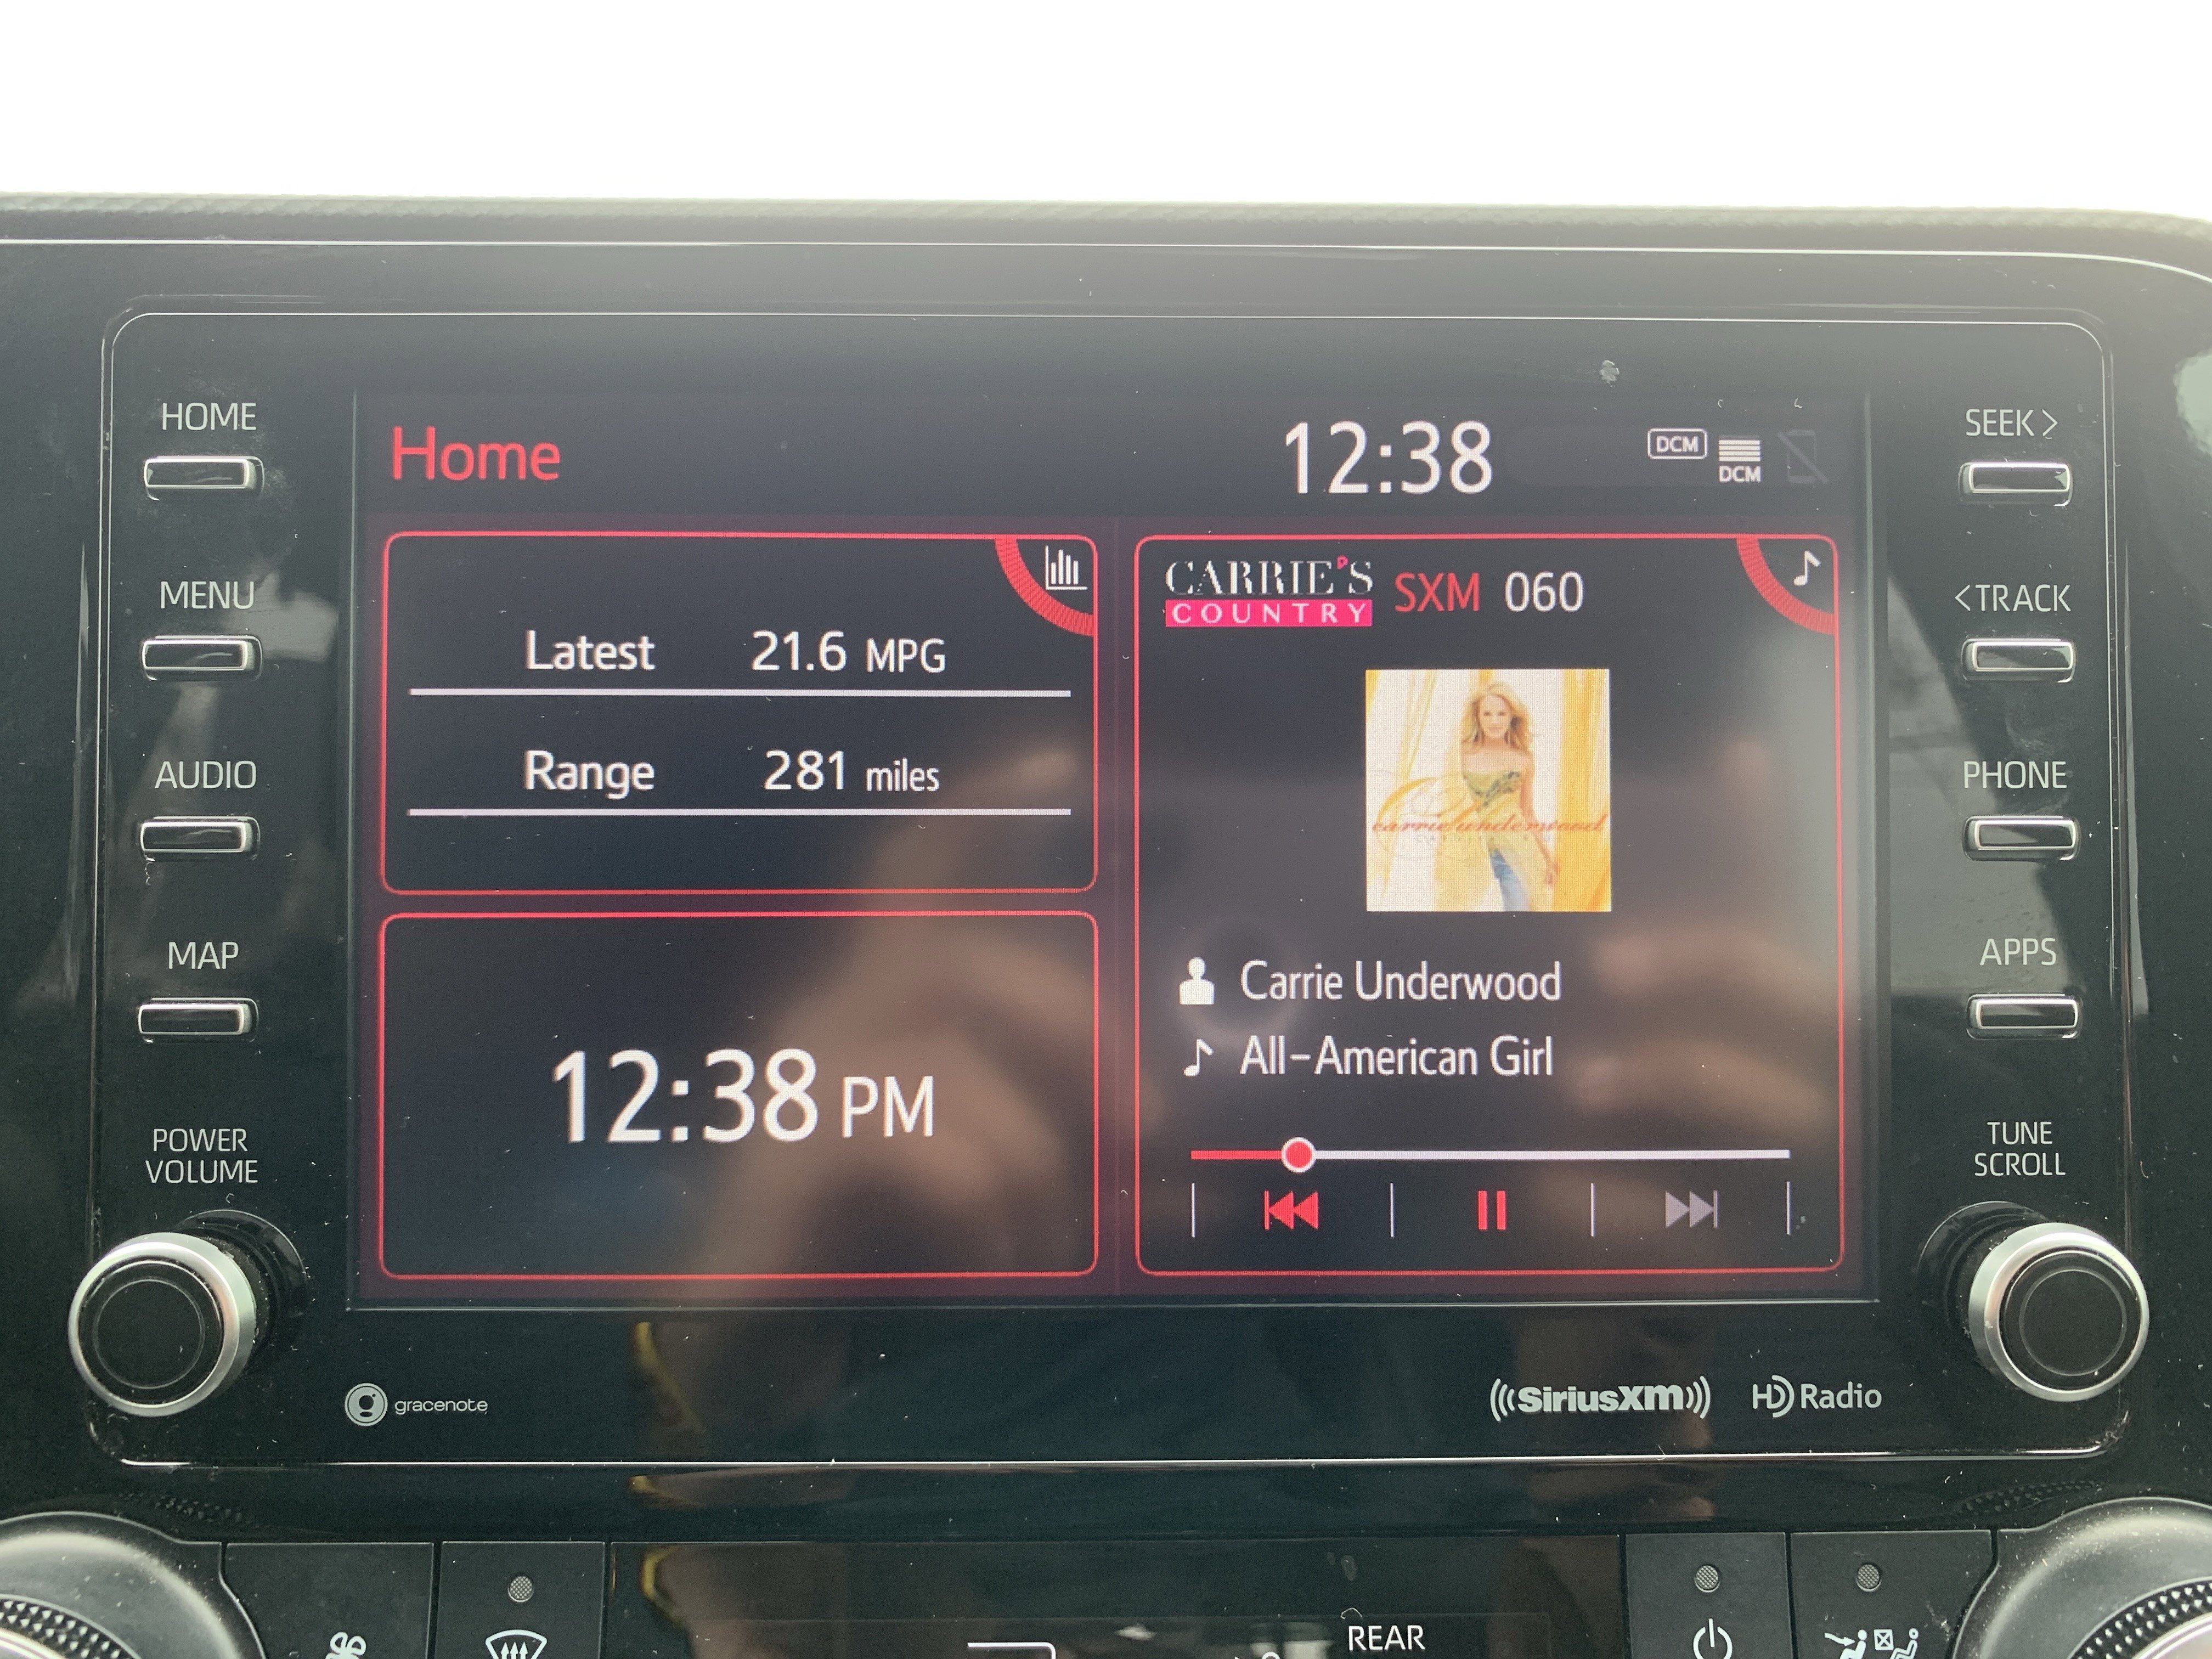 HOME
MENU
AUDIO
MAP
POWER
VOLUME
Home
12:38
DCM
DCM
Latest 21.6 MPG
Range 281 miles
12:38 PM
CARRIE'S
COUNTRY
SXM 060
carrie underwood
Carrie Underwood
All-American Girl
SEEK >
< TRACK
PHONE
APPS
TUNE
SCROLL
gracenote
((SiriusXM))
HD Radio
REAR